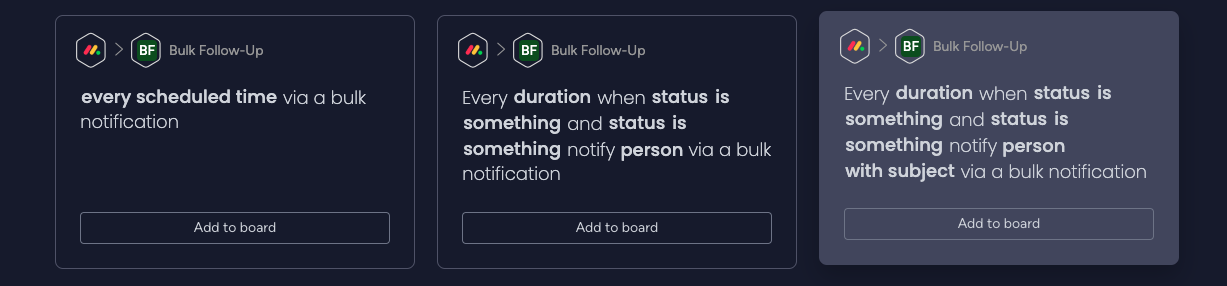 BF Bulk Follow-Up
every scheduled time via a bulk
notification
Add to board
BF Bulk Follow-Up
Every duration when status is
something and status is
something notify person via a bulk
notification
Add to board
BF Bulk Follow-Up
Every duration when status is
something and status is
something notify person
with subject via a bulk notification
Add to board